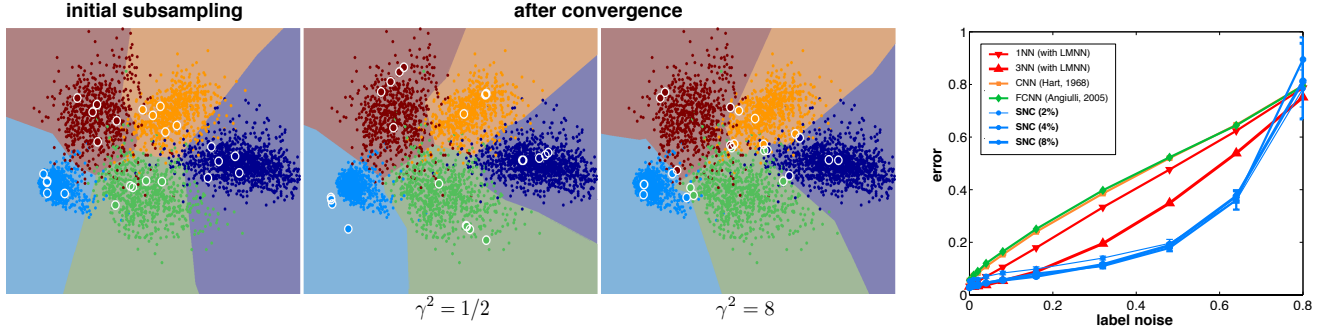 initial subsampling
after convergence
γ² = 1/2
γ² = 8
1
0.8
0.6
0.4
0.2
0
error
1NN (with LMNN)
3NN (with LMNN)
CNN (Hart, 1968)
FCNN (Angiulli, 2005)
SNC (2%)
SNC (4%)
SNC (8%)
0 0.2 0.4 0.6 0.8
label noise